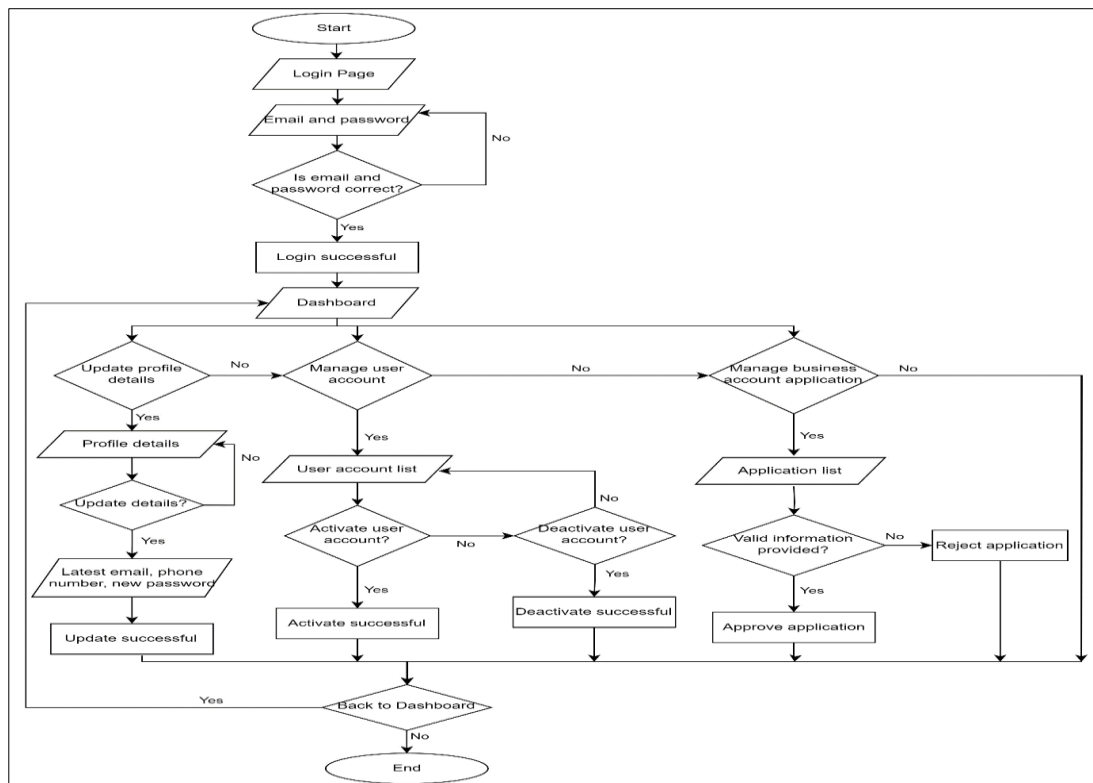 Start
Login Page
Email and password
No
Is email and
password correct?
Yes
Login successful
Dashboard
Update profile
details
No
Manage user
account
No
Manage business
account application
No
Yes
Yes
Yes
Profile details
No
User account list
Application list
Update details?
No
Activate user
account?
No
Deactivate user
account?
Valid information
provided?
No
Reject application
Yes
Latest email, phone
number, new password
Yes
Yes
Yes
Update successful
Activate successful
Deactivate successful
Approve application
Yes
Back to Dashboard
No
End